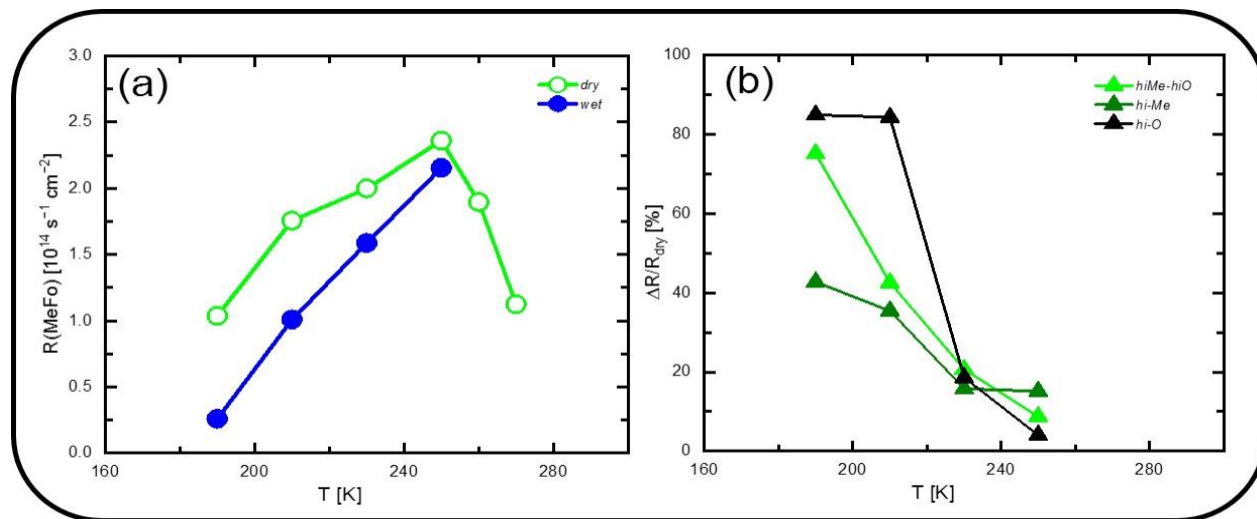 (a)
dry
wet
3.0
2.5
2.0
1.5
1.0
0.5
0.0
R(MeFo) [10¹⁴ s⁻¹ cm⁻²]
160
200
240
280
T [K]
(b)
hiMe-hiO
hi-Me
hi-O
100
80
60
40
20
0
ΔR/R_dry [%]
160
200
240
280
T [K]